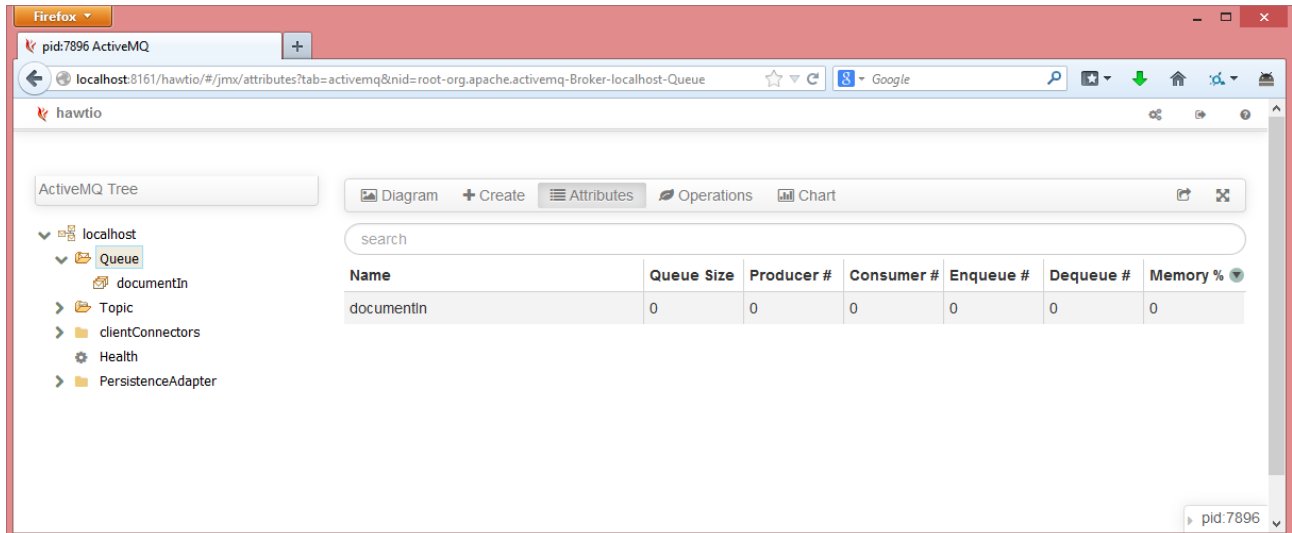 Firefox
pid:7896 ActiveMQ
localhost:8161/hawtio/#/jmx/attributes?tab=activemq&nid=root-org.apache.activemq-Broker-localhost-Queue
8 Google
hawtio
ActiveMQ Tree
Diagram Create Attributes Operations Chart
localhost
Queue
documentIn
Topic
clientConnectors
Health
PersistenceAdapter
search
Name Queue Size Producer # Consumer # Enqueue # Dequeue # Memory %
documentIn 0 0 0 0 0 0
pid:7896